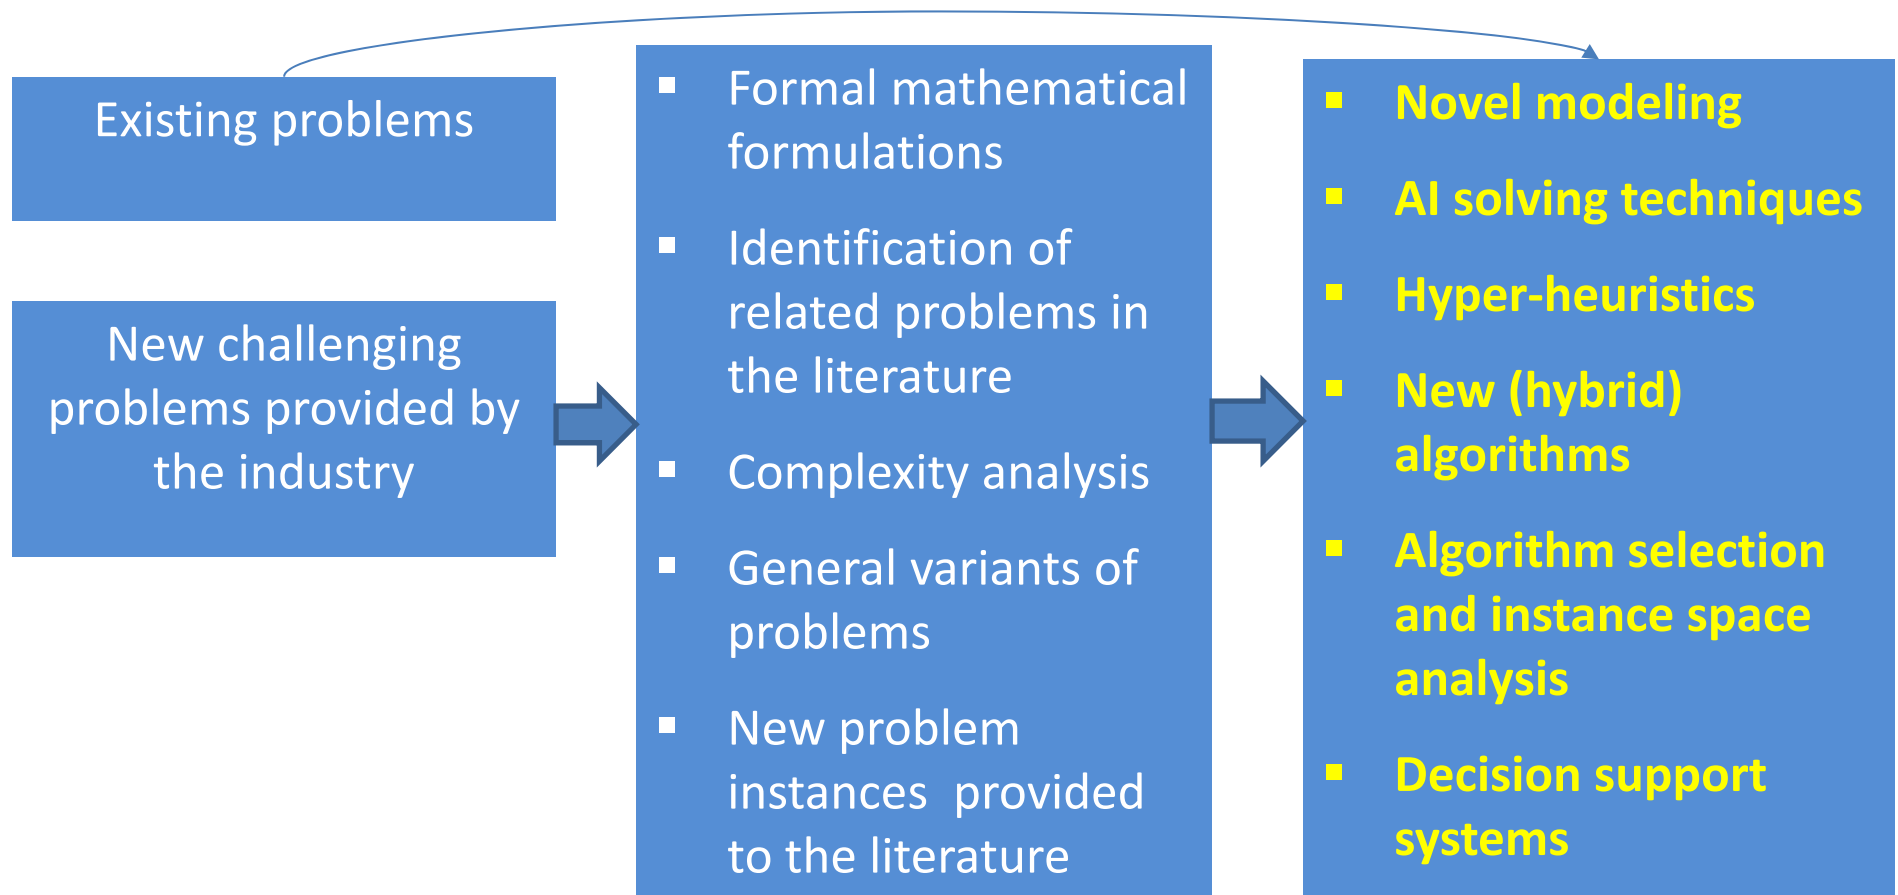 Existing problems
New challenging
problems provided by
the industry
▪ Formal mathematical
formulations
▪ Identification of
related problems in
the literature
▪ Complexity analysis
▪ General variants of
problems
▪ New problem
instances  provided
to the literature
▪ Novel modeling
▪ AI solving techniques
▪ Hyper-heuristics
▪ New (hybrid)
algorithms
▪ Algorithm selection
and instance space
analysis
▪ Decision support
systems